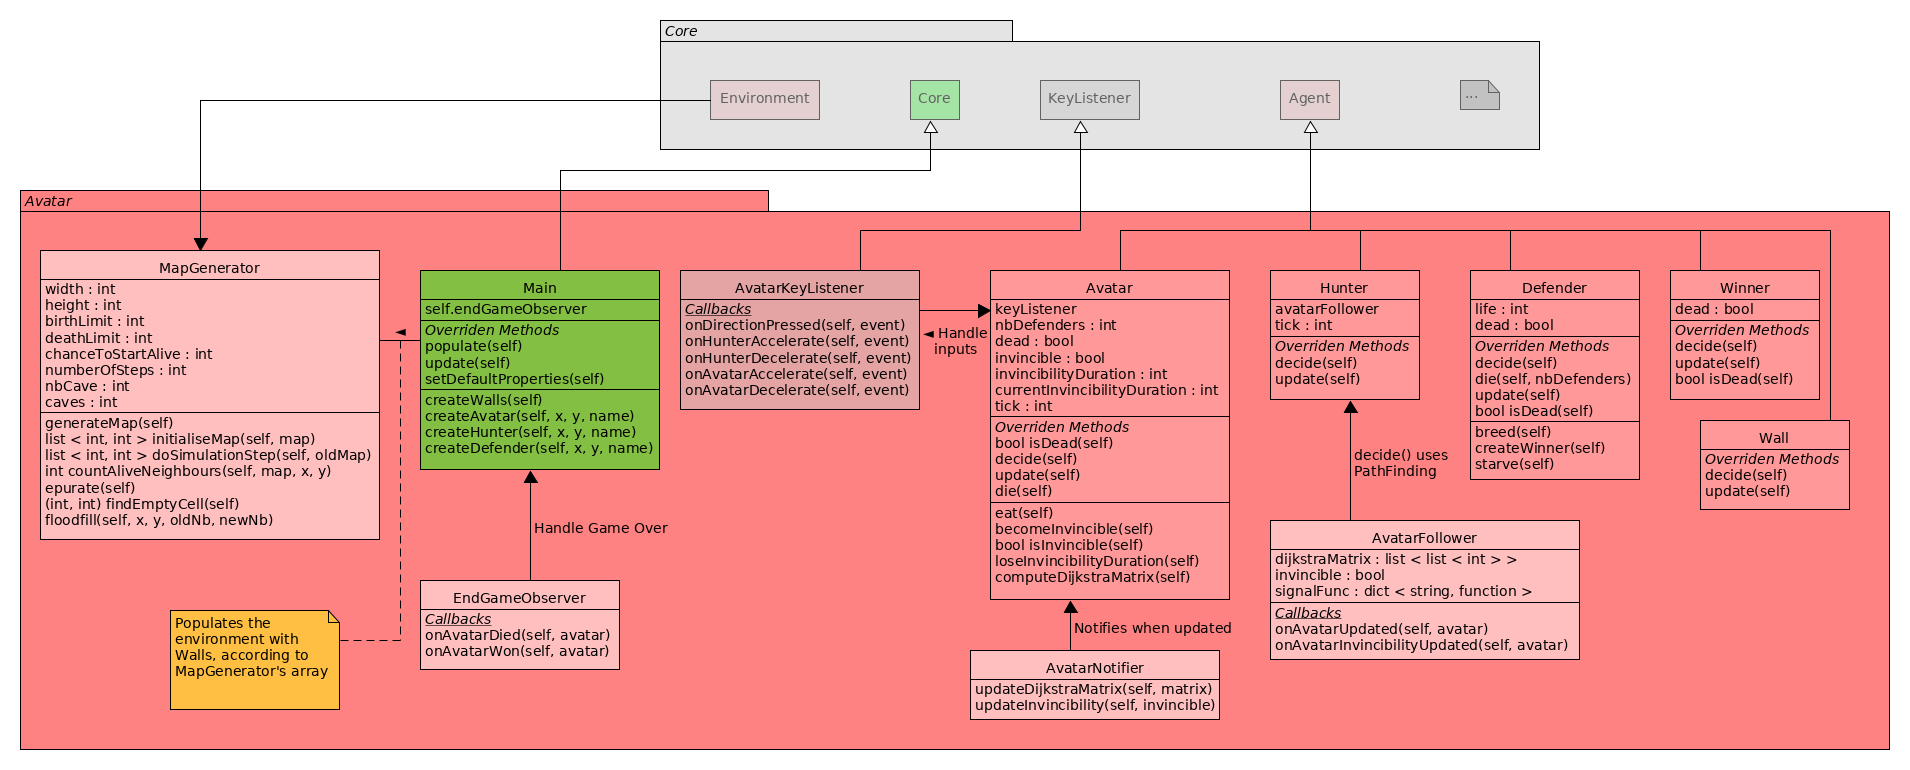 Core
Environment
Core
KeyListener
Agent
...
Avatar
MapGenerator
width : int
height : int
birthLimit : int
deathLimit : int
chanceToStartAlive : int
numberOfSteps : int
nbCave : int
caves : int
generateMap(self)
list < int, int > initialiseMap(self, map)
list < int, int > doSimulationStep(self, oldMap)
int countAliveNeighbours(self, map, x, y)
epurate(self)
(int, int) findEmptyCell(self)
floodfill(self, x, y, oldNb, newNb)
◄
Main
self.endGameObserver
Overriden Methods
populate(self)
update(self)
setDefaultProperties(self)
createWalls(self)
createAvatar(self, x, y, name)
createHunter(self, x, y, name)
createDefender(self, x, y, name)
Handle Game Over
EndGameObserver
Callbacks
onAvatarDied(self, avatar)
onAvatarWon(self, avatar)
Populates the
environment with
Walls, according to
MapGenerator's array
AvatarKeyListener
Callbacks
onDirectionPressed(self, event)
onHunterAccelerate(self, event)
onHunterDecelerate(self, event)
onAvatarAccelerate(self, event)
onAvatarDecelerate(self, event)
◄ Handle
inputs
Avatar
keyListener
nbDefenders : int
dead : bool
invincible : bool
invincibilityDuration : int
currentInvincibilityDuration : int
tick : int
Overriden Methods
bool isDead(self)
decide(self)
update(self)
die(self)
eat(self)
becomeInvincible(self)
bool isInvincible(self)
loseInvincibilityDuration(self)
computeDijkstraMatrix(self)
Notifies when updated
AvatarNotifier
updateDijkstraMatrix(self, matrix)
updateInvincibility(self, invincible)
Hunter
avatarFollower
tick : int
Overriden Methods
decide(self)
update(self)
decide() uses
PathFinding
AvatarFollower
dijkstraMatrix : list < list < int > >
invincible : bool
signalFunc : dict < string, function >
Callbacks
onAvatarUpdated(self, avatar)
onAvatarInvincibilityUpdated(self, avatar)
Defender
life : int
dead : bool
Overriden Methods
decide(self)
die(self, nbDefenders)
update(self)
bool isDead(self)
breed(self)
createWinner(self)
starve(self)
Winner
dead : bool
Overriden Methods
decide(self)
update(self)
bool isDead(self)
Wall
Overriden Methods
decide(self)
update(self)